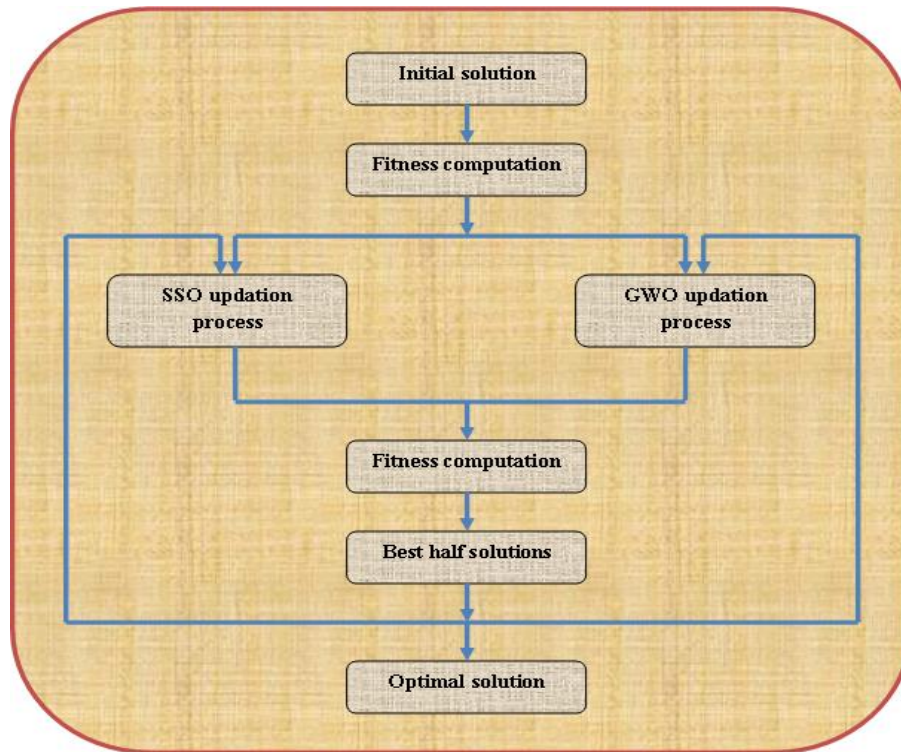 Initial solution
Fitness computation
SSO updation
process
GWO updation
process
Fitness computation
Best half solutions
Optimal solution